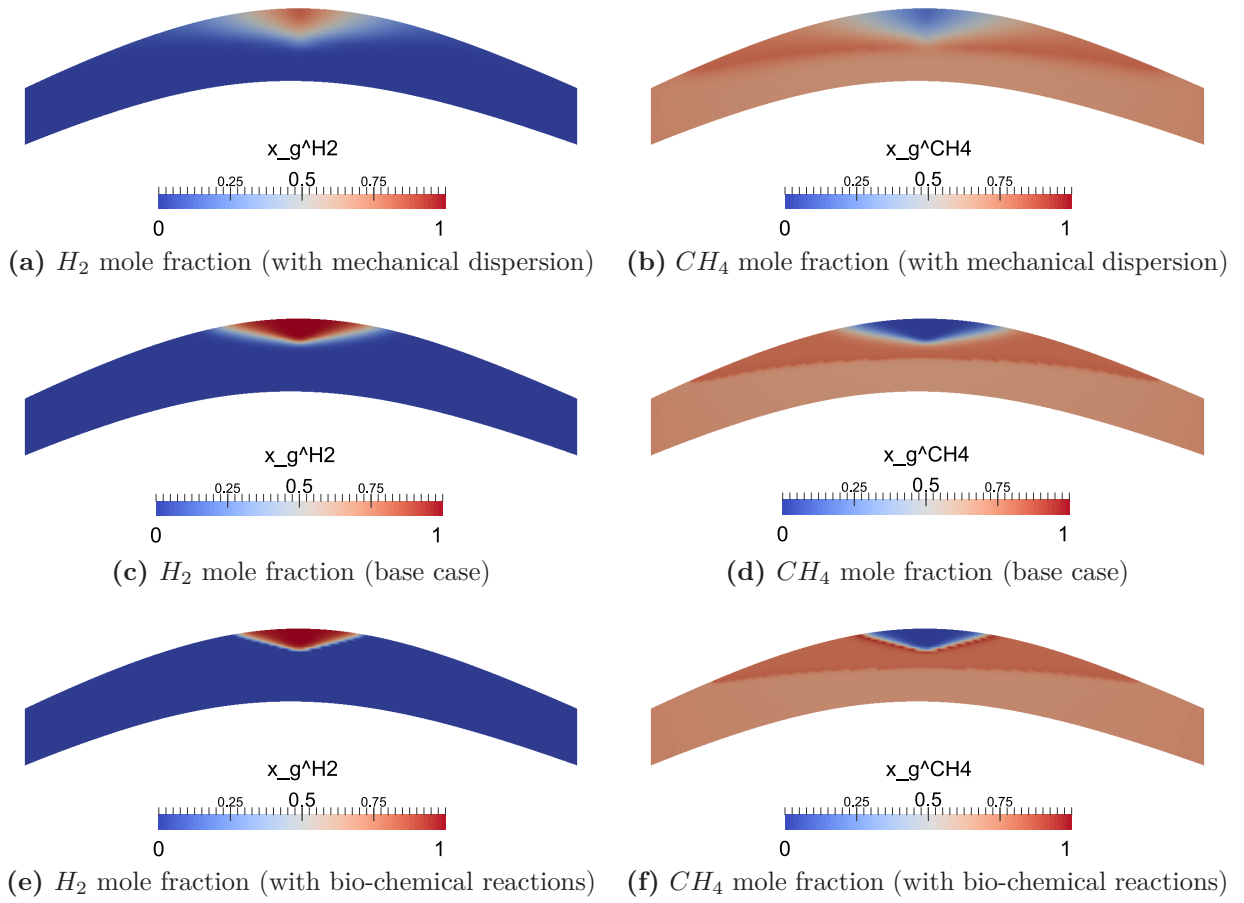 x_g^H2
0.25 0.5 0.75
0 1
(a) H₂ mole fraction (with mechanical dispersion)
x_g^CH4
0.25 0.5 0.75
0 1
(b) CH₄ mole fraction (with mechanical dispersion)
x_g^H2
0.25 0.5 0.75
0 1
(c) H₂ mole fraction (base case)
x_g^CH4
0.25 0.5 0.75
0 1
(d) CH₄ mole fraction (base case)
x_g^H2
0.25 0.5 0.75
0 1
(e) H₂ mole fraction (with bio-chemical reactions)
x_g^CH4
0.25 0.5 0.75
0 1
(f) CH₄ mole fraction (with bio-chemical reactions)